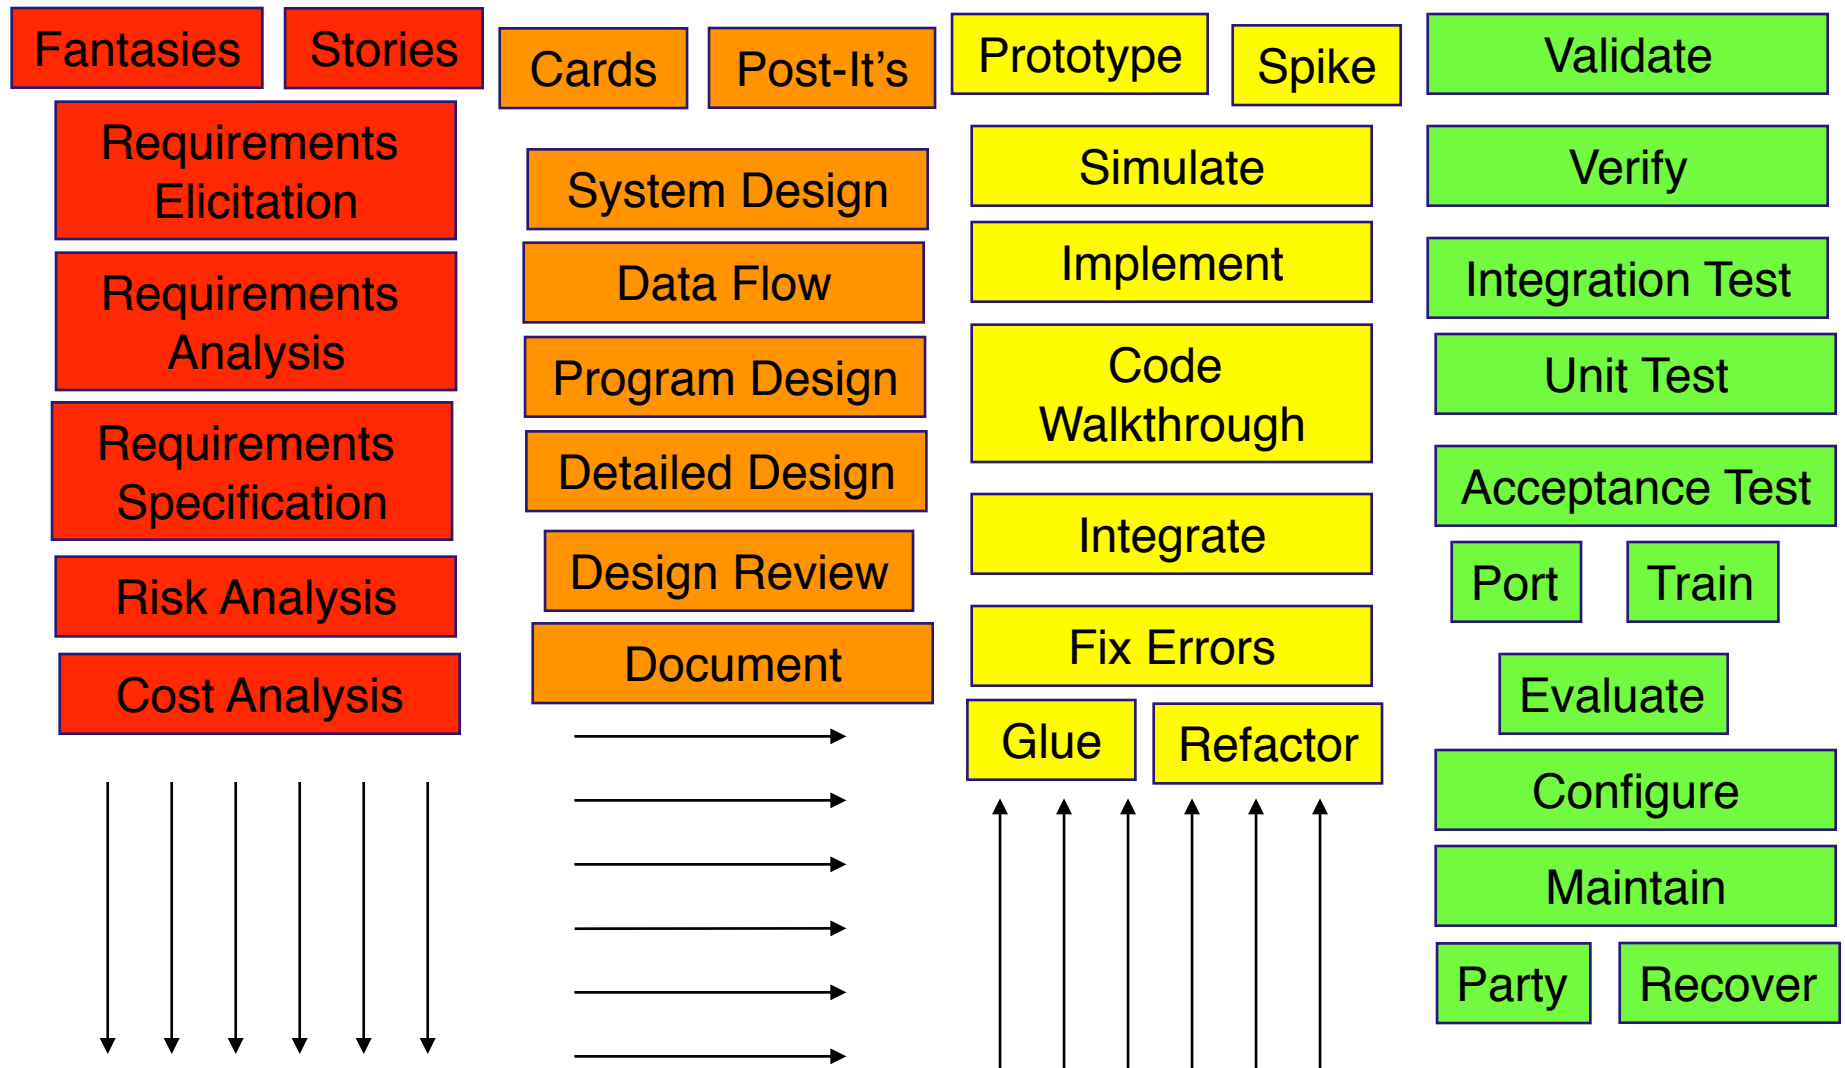 Fantasies
Stories
Requirements
Elicitation
Requirements
Analysis
Requirements
Specification
Risk Analysis
Cost Analysis
Cards
Post-It's
System Design
Data Flow
Program Design
Detailed Design
Design Review
Document
Prototype
Spike
Simulate
Implement
Code
Walkthrough
Integrate
Fix Errors
Glue
Refactor
Validate
Verify
Integration Test
Unit Test
Acceptance Test
Port
Train
Evaluate
Configure
Maintain
Party
Recover